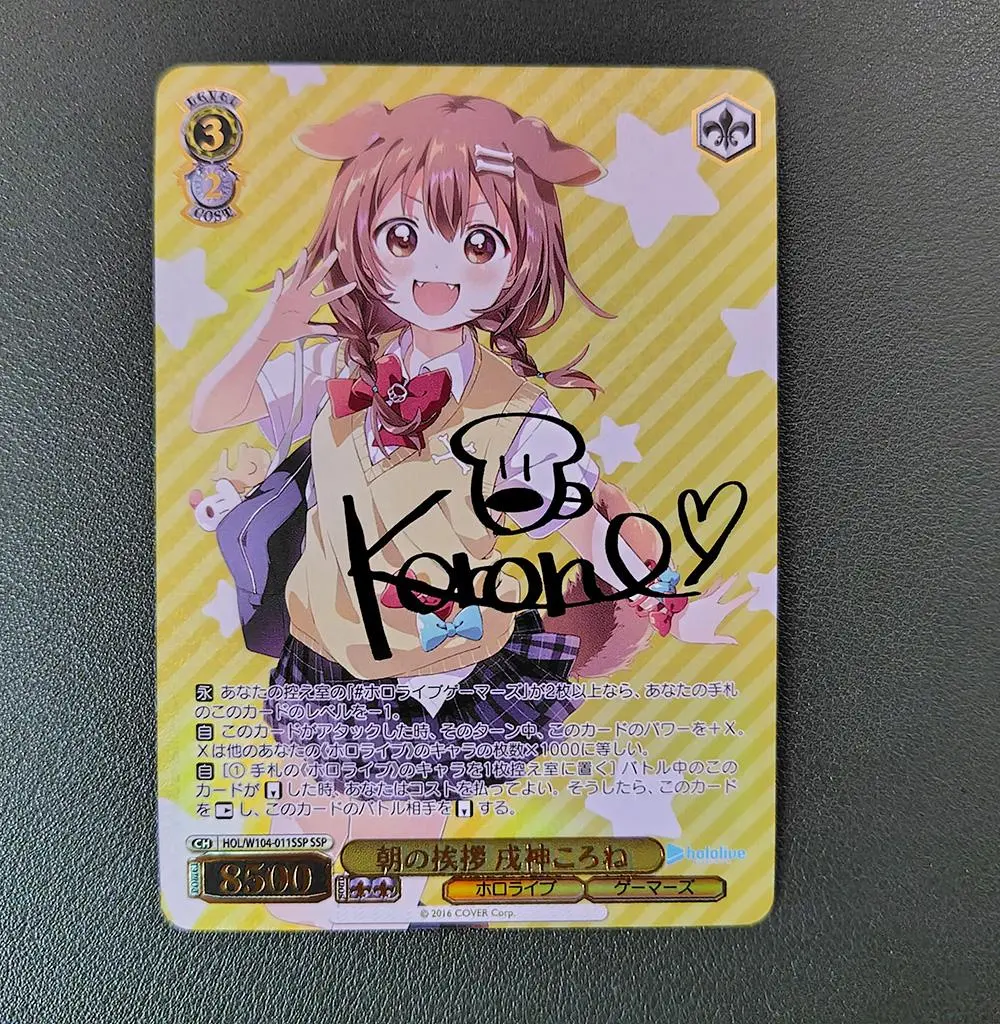 LEVEL
3
2
COST
Korone
永 あなたの控え室の「#ホロライブゲーマーズ」が2枚以上なら、あなたの手札
のこのカードのレベルを－1。
自 このカードがアタックした時、そのターン中、このカードのパワーを＋X。
Xは他のあなたの《ホロライブ》のキャラの枚数×1000に等しい。
自 [① 手札の《ホロライブ》のキャラを1枚控え室に置く] バトル中のこの
カードが した時、あなたはコストを払ってよい。そうしたら、このカード
を し、このカードのバトル相手を する。
CH HOL/W104-011SSP SSP
朝の挨拶 戌神ころね
hololive
POWER
8500
SOUL
ホロライブ ゲーマーズ
© 2016 COVER Corp.